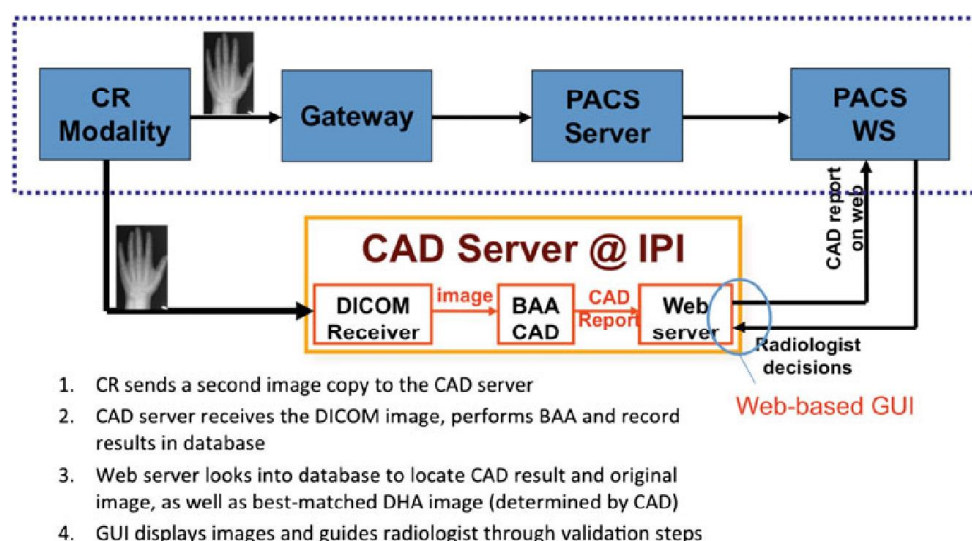 CR
Modality
Gateway
PACS
Server
PACS
WS
CAD report
on web
CAD Server @ IPI
DICOM
Receiver
image
BAA
CAD
CAD
Report
Web
server
Radiologist
decisions
Web-based GUI
1. CR sends a second image copy to the CAD server
2. CAD server receives the DICOM image, performs BAA and record
results in database
3. Web server looks into database to locate CAD result and original
image, as well as best-matched DHA image (determined by CAD)
4. GUI displays images and guides radiologist through validation steps